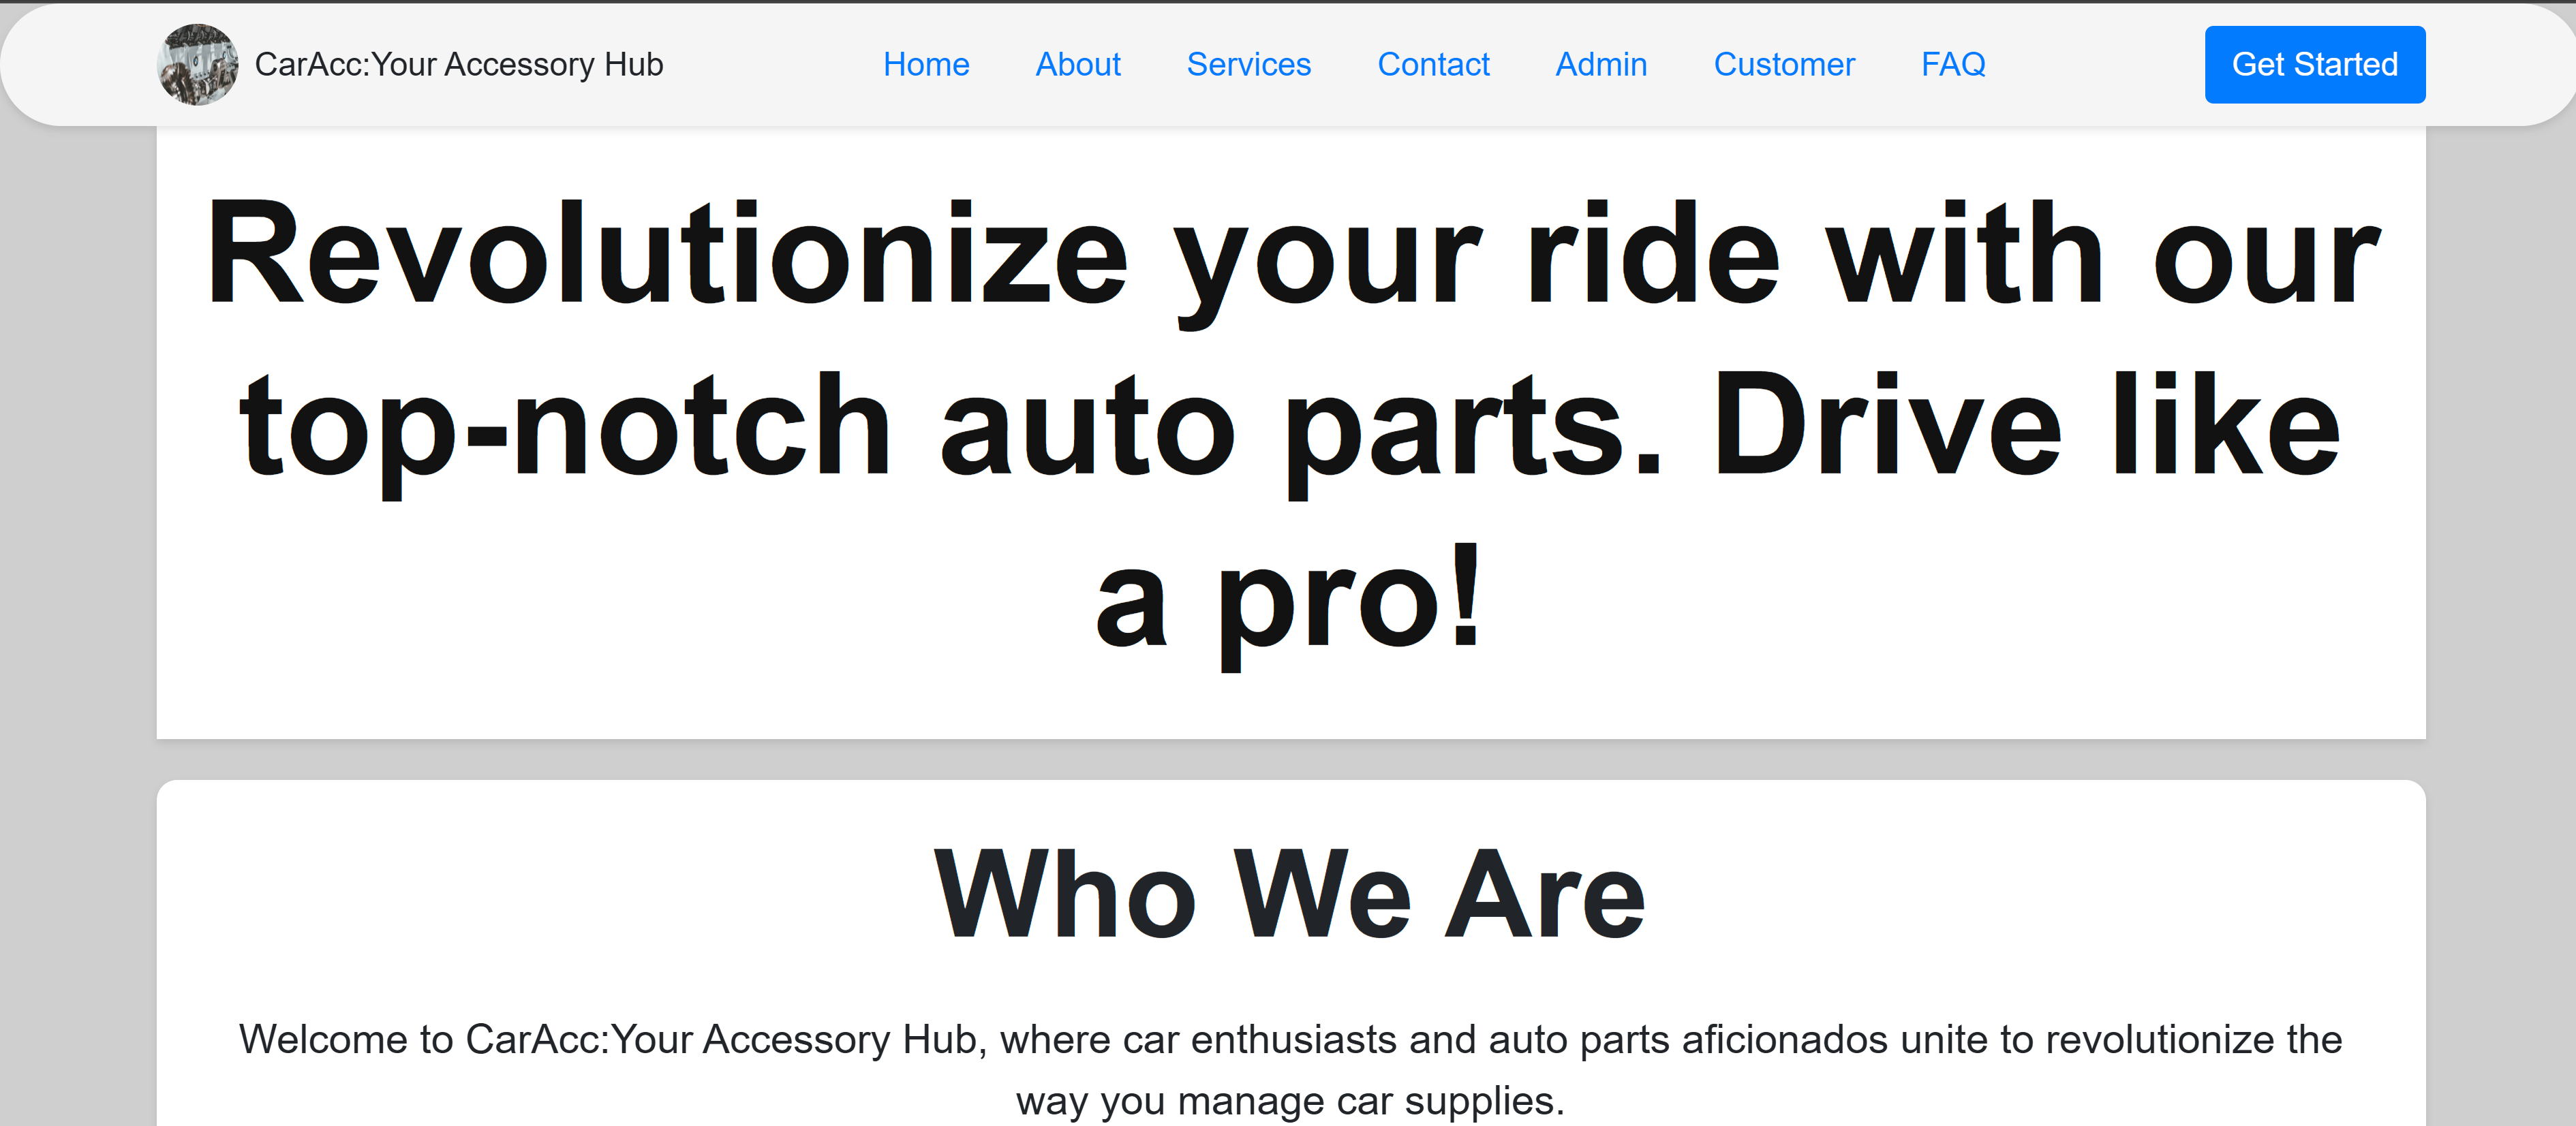 CarAcc:Your Accessory Hub
Home
About
Services
Contact
Admin
Customer
FAQ
Get Started
Revolutionize your ride with our
top-notch auto parts. Drive like
a pro!
Who We Are
Welcome to CarAcc:Your Accessory Hub, where car enthusiasts and auto parts aficionados unite to revolutionize the
way you manage car supplies.